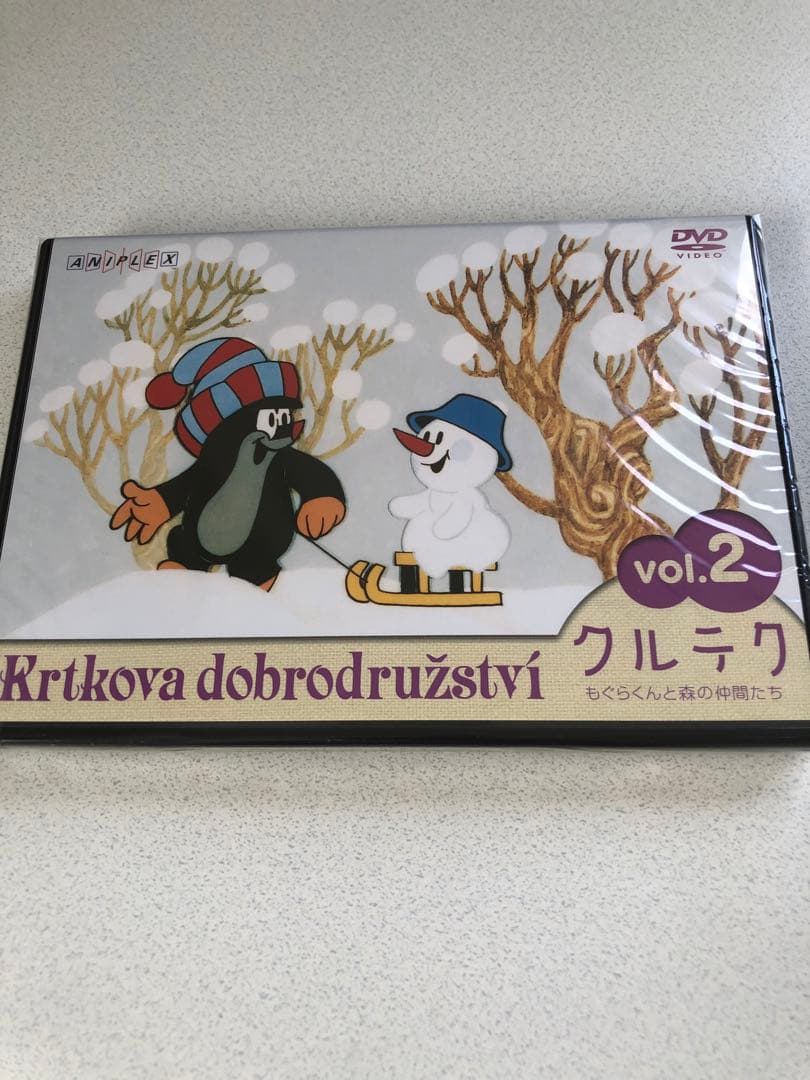 ANIPLEX
DVD
VIDEO
vol.2
Krtkova dobrodružství
クルテク
もぐらくんと森の仲間たち